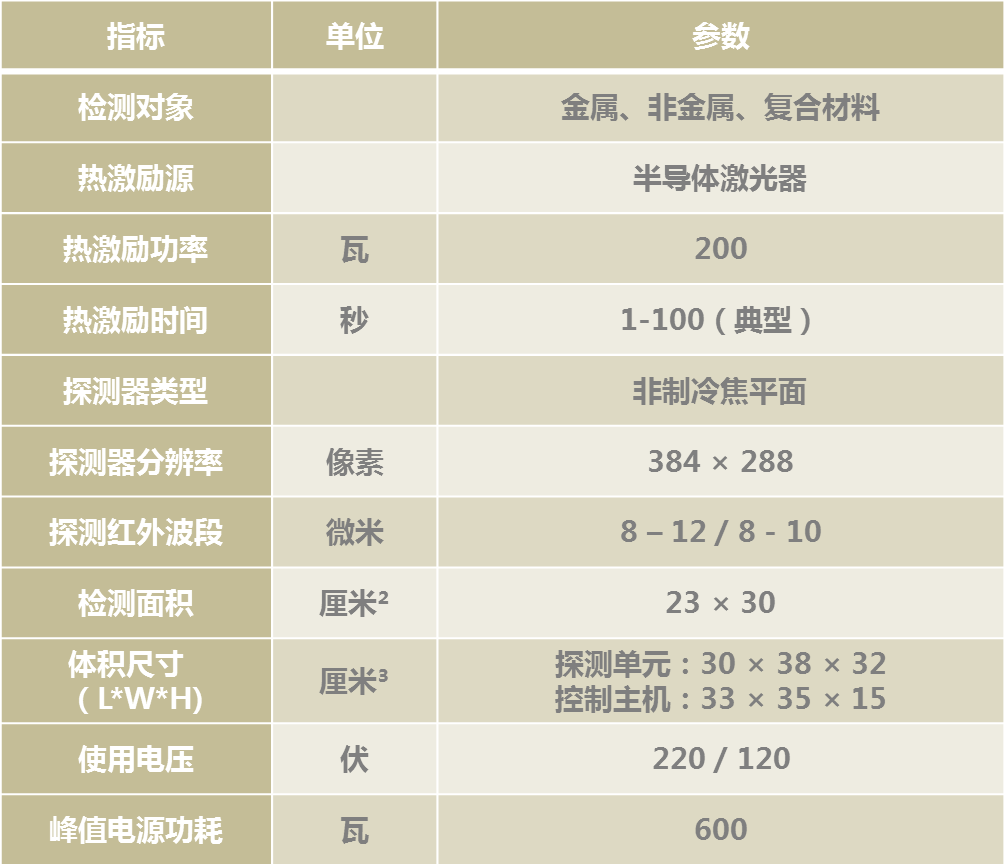 指标 单位 参数
检测对象 金属、非金属、复合材料
热激励源 半导体激光器
热激励功率 瓦 200
热激励时间 秒 1-100（典型）
探测器类型 非制冷焦平面
探测器分辨率 像素 384 × 288
探测红外波段 微米 8 – 12 / 8 - 10
检测面积 厘米² 23 × 30
体积尺寸
（L*W*H) 厘米³ 探测单元：30 × 38 × 32
控制主机：33 × 35 × 15
使用电压 伏 220 / 120
峰值电源功耗 瓦 600